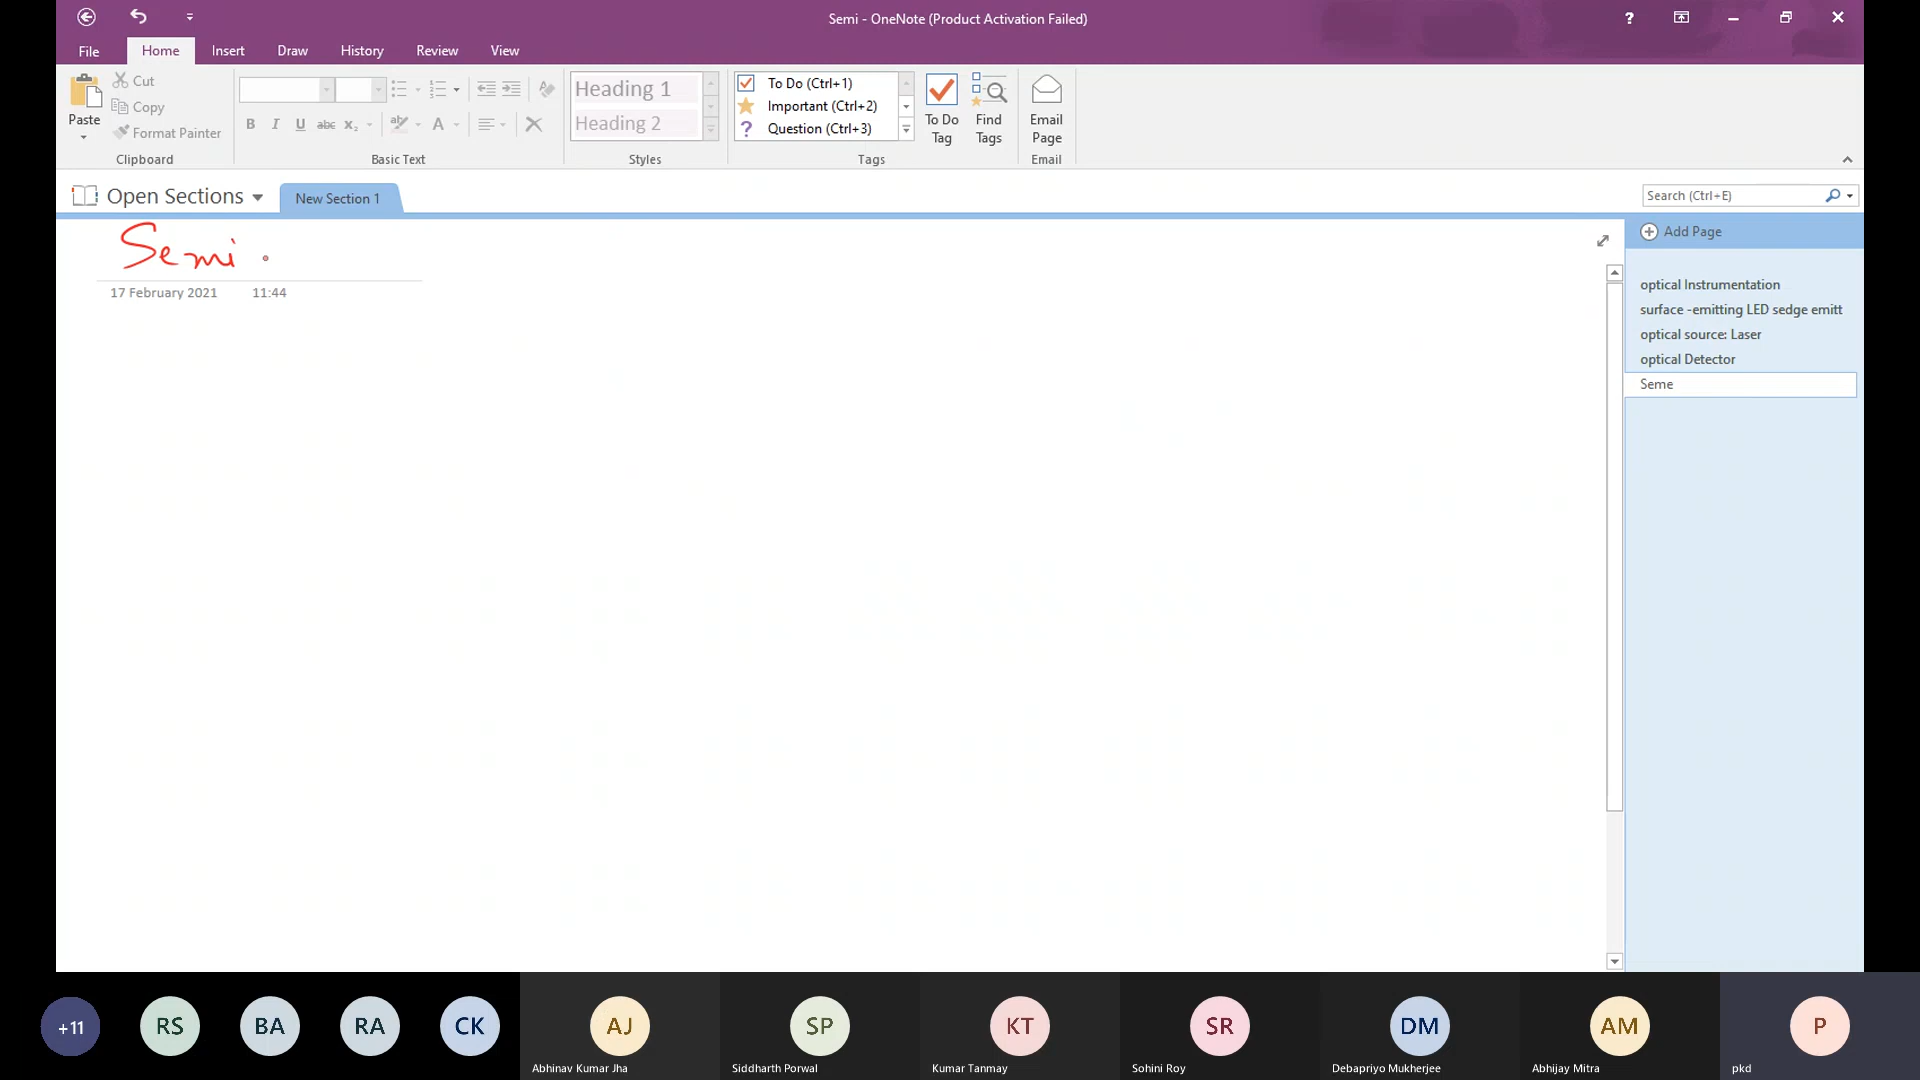 Semi - OneNote (Product Activation Failed)
?
File Home Insert Draw History Review View
Paste
Cut
Copy
Format Painter
Clipboard
B I U abc x₂ aby A
Basic Text
Heading 1
Heading 2
Styles
To Do (Ctrl+1)
Important (Ctrl+2)
Question (Ctrl+3)
Tags
To Do
Tag
Find
Tags
Email
Page
Email
Open Sections
New Section 1
Search (Ctrl+E)
Semi
17 February 2021 11:44
Add Page
optical Instrumentation
surface -emitting LED sedge emitt
optical source: Laser
optical Detector
Seme
+11 RS BA RA CK AJ SP KT SR DM AM P
Abhinav Kumar Jha Siddharth Porwal Kumar Tanmay Sohini Roy Debapriyo Mukherjee Abhijay Mitra pkd